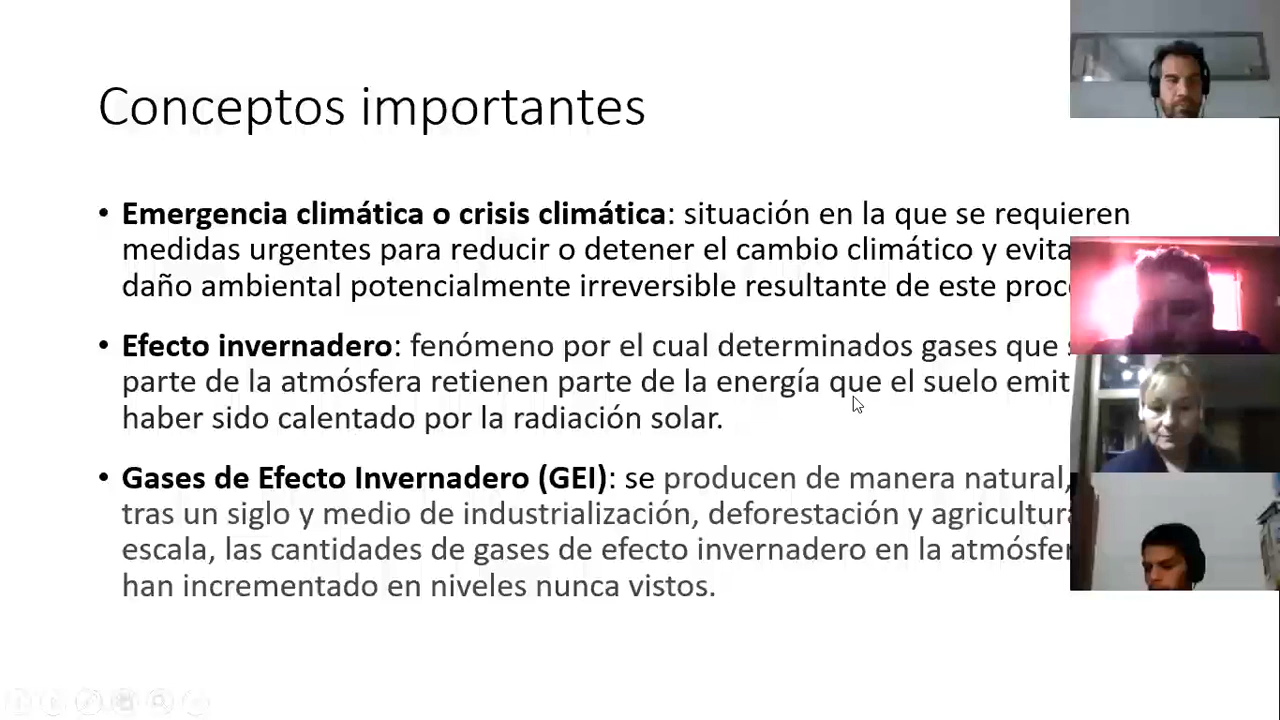 Conceptos importantes
• Emergencia climática o crisis climática: situación en la que se requieren
medidas urgentes para reducir o detener el cambio climático y evita
daño ambiental potencialmente irreversible resultante de este proc
• Efecto invernadero: fenómeno por el cual determinados gases que
parte de la atmósfera retienen parte de la energía que el suelo emit
haber sido calentado por la radiación solar.
• Gases de Efecto Invernadero (GEI): se producen de manera natural,
tras un siglo y medio de industrialización, deforestación y agricultura
escala, las cantidades de gases de efecto invernadero en la atmósfe
han incrementado en niveles nunca vistos.